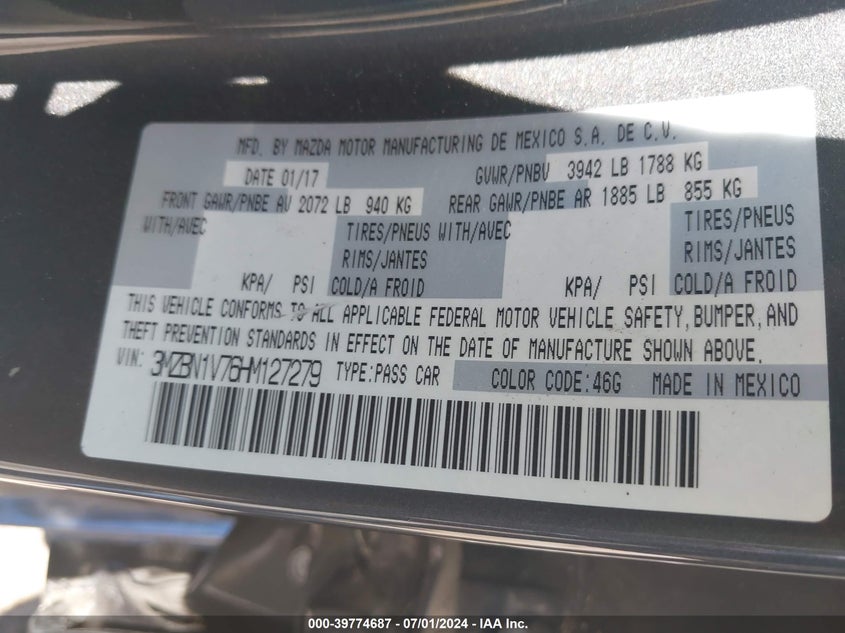 MFD. BY MAZDA MOTOR MANUFACTURING DE MEXICO S.A. DE C.V.
DATE 01/17 GVWR/PNBV 3942 LB 1788 KG
FRONT GAWR/PNBE AV 2072 LB 940 KG REAR GAWR/PNBE AR 1885 LB 855 KG
WITH/AVEC TIRES/PNEUS WITH/AVEC TIRES/PNEUS
RIMS/JANTES RIMS/JANTES
KPA/ PSI COLD/A FROID KPA/ PSI COLD/A FROID
THIS VEHICLE CONFORMS TO ALL APPLICABLE FEDERAL MOTOR VEHICLE SAFETY, BUMPER, AND
THEFT PREVENTION STANDARDS IN EFFECT ON THE DATE OF MANUFACTURE SHOWN ABOVE.
VIN: 3MZBN1V76HM127279 TYPE:PASS CAR COLOR CODE:46G MADE IN MEXICO
000-39774687 - 07/01/2024 - IAA Inc.